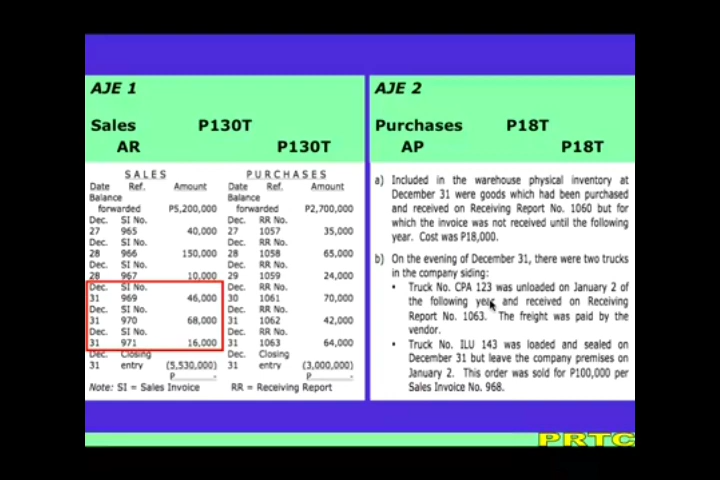 AJE 1
Sales P130T
AR P130T
SALES PURCHASES
Date Ref. Amount Date Ref. Amount
Balance Balance
forwarded P5,200,000 forwarded P2,700,000
Dec. SI No. Dec. RR No.
27 965 40,000 27 1057 35,000
Dec. SI No. Dec. RR No.
28 966 150,000 28 1058 65,000
Dec. SI No. Dec. RR No.
28 967 10,000 29 1059 24,000
Dec. SI No. Dec. RR No.
31 969 46,000 30 1061 70,000
Dec. SI No. Dec. RR No.
31 970 68,000 31 1062 42,000
Dec. SI No. Dec. RR No.
31 971 16,000 31 1063 64,000
Dec. Closing Dec. Closing
31 entry (5,530,000) 31 entry (3,000,000)
P - P -
Note: SI = Sales Invoice RR = Receiving Report
AJE 2
Purchases P18T
AP P18T
a) Included in the warehouse physical inventory at
December 31 were goods which had been purchased
and received on Receiving Report No. 1060 but for
which the invoice was not received until the following
year. Cost was P18,000.
b) On the evening of December 31, there were two trucks
in the company siding:
• Truck No. CPA 123 was unloaded on January 2 of
the following year and received on Receiving
Report No. 1063. The freight was paid by the
vendor.
• Truck No. ILU 143 was loaded and sealed on
December 31 but leave the company premises on
January 2. This order was sold for P100,000 per
Sales Invoice No. 968.
PRTC